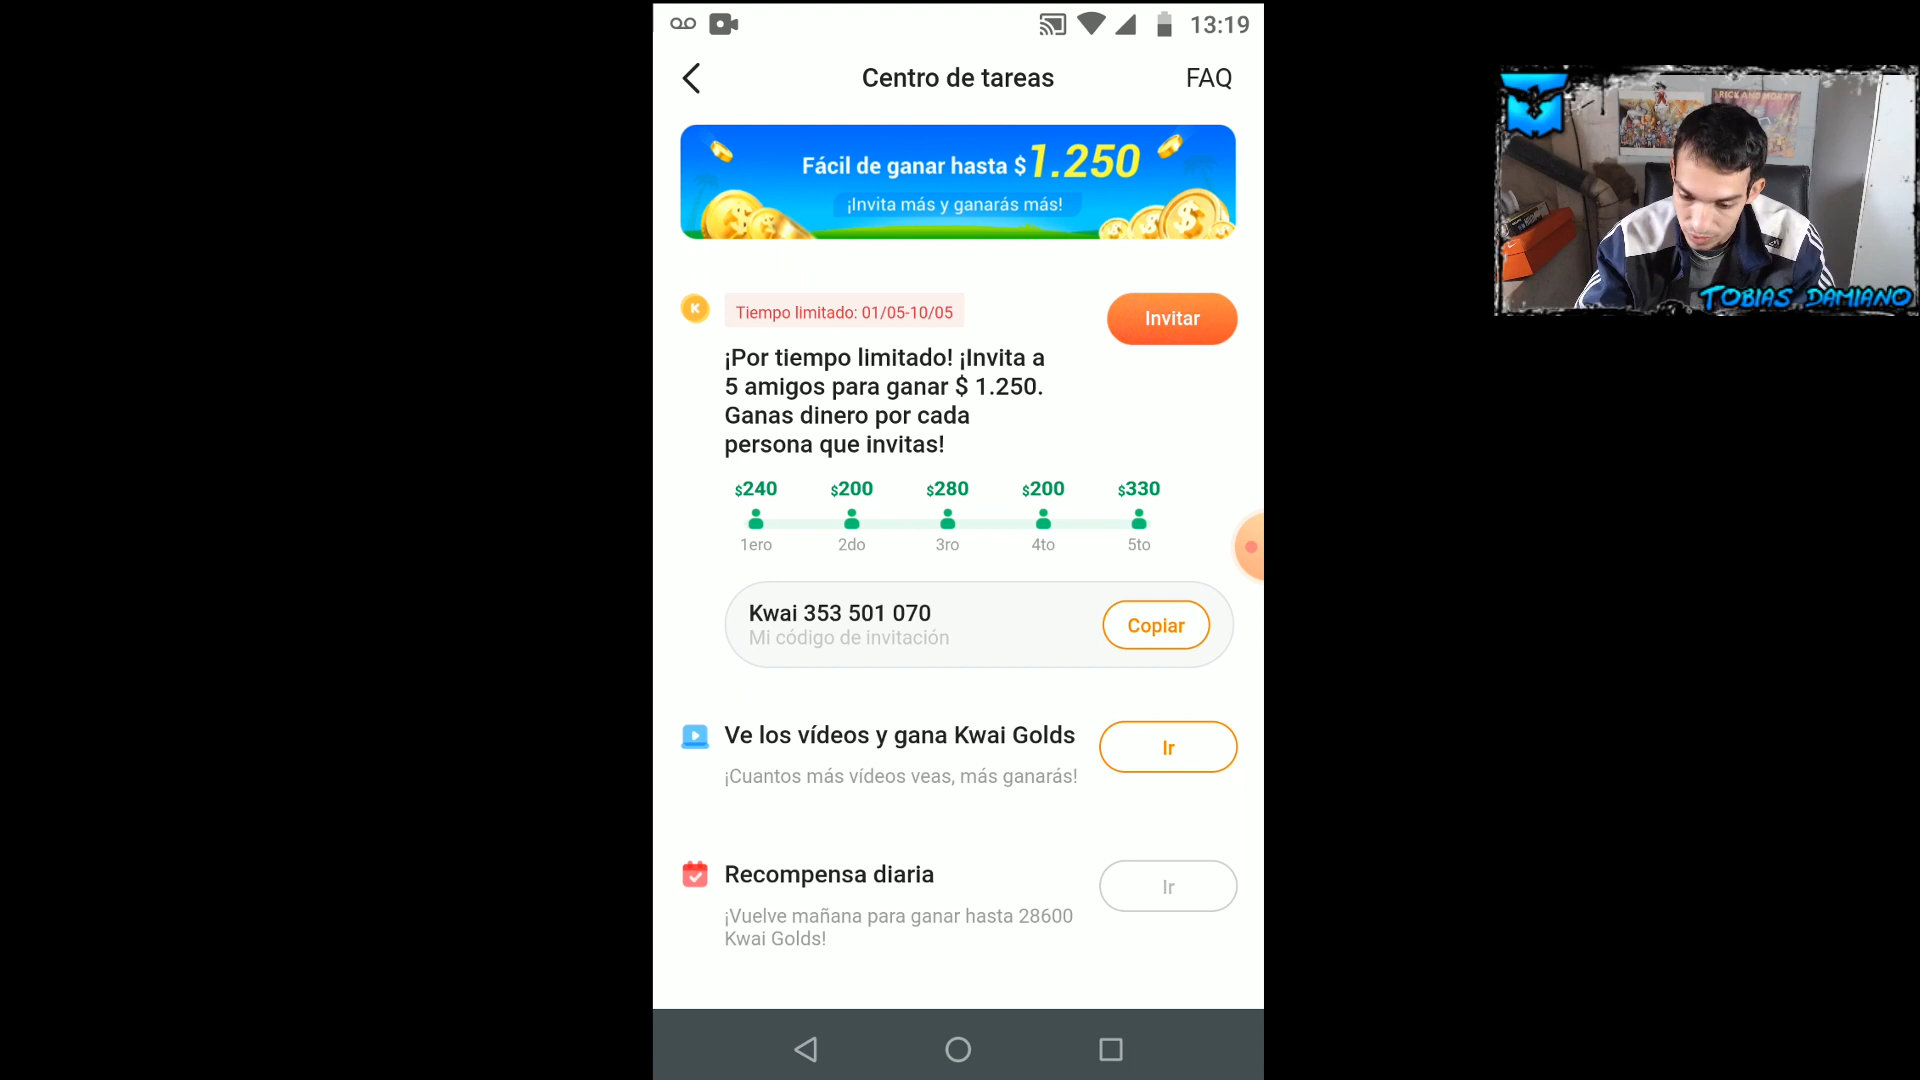 13:19
Centro de tareas
FAQ
Fácil de ganar hasta $ 1.250
¡Invita más y ganarás más!
Tiempo limitado: 01/05-10/05
Invitar
¡Por tiempo limitado! ¡Invita a
5 amigos para ganar $ 1.250.
Ganas dinero por cada
persona que invitas!
$240 $200 $280 $200 $330
1ero 2do 3ro 4to 5to
Kwai 353 501 070
Mi código de invitación
Copiar
Ve los vídeos y gana Kwai Golds
¡Cuantos más vídeos veas, más ganarás!
Ir
Recompensa diaria
¡Vuelve mañana para ganar hasta 28600
Kwai Golds!
Ir
RICK AND MORTY
TOBIAS DAMIANO